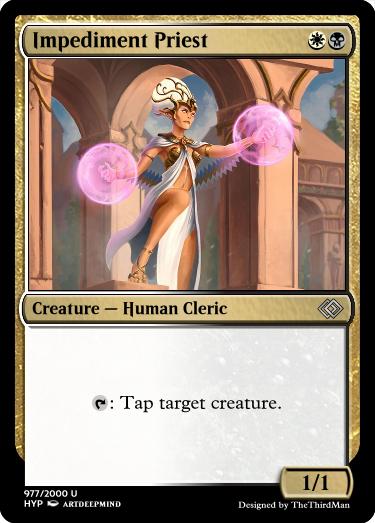 Impediment Priest
Creature — Human Cleric
: Tap target creature.
1/1
977/2000 U
HYP ARTDEEPMIND
Designed by TheThirdMan